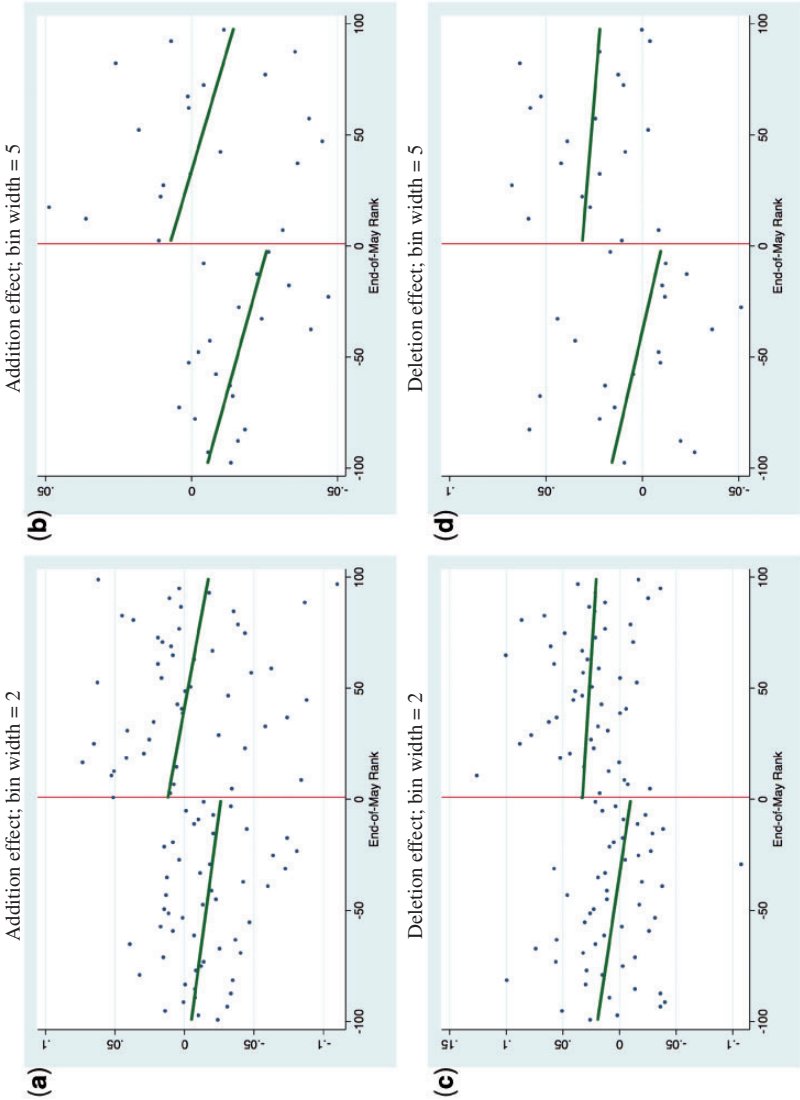 (a)
Addition effect; bin width = 2
.1
.05
0
-.05
-.1
-100 -50 0 50 100
End-of-May Rank
(b)
Addition effect; bin width = 5
.05
0
-.05
-100 -50 0 50 100
End-of-May Rank
(c)
Deletion effect; bin width = 2
.15
.1
.05
0
-.05
-.1
-100 -50 0 50 100
End-of-May Rank
(d)
Deletion effect; bin width = 5
.1
.05
0
-.05
-100 -50 0 50 100
End-of-May Rank